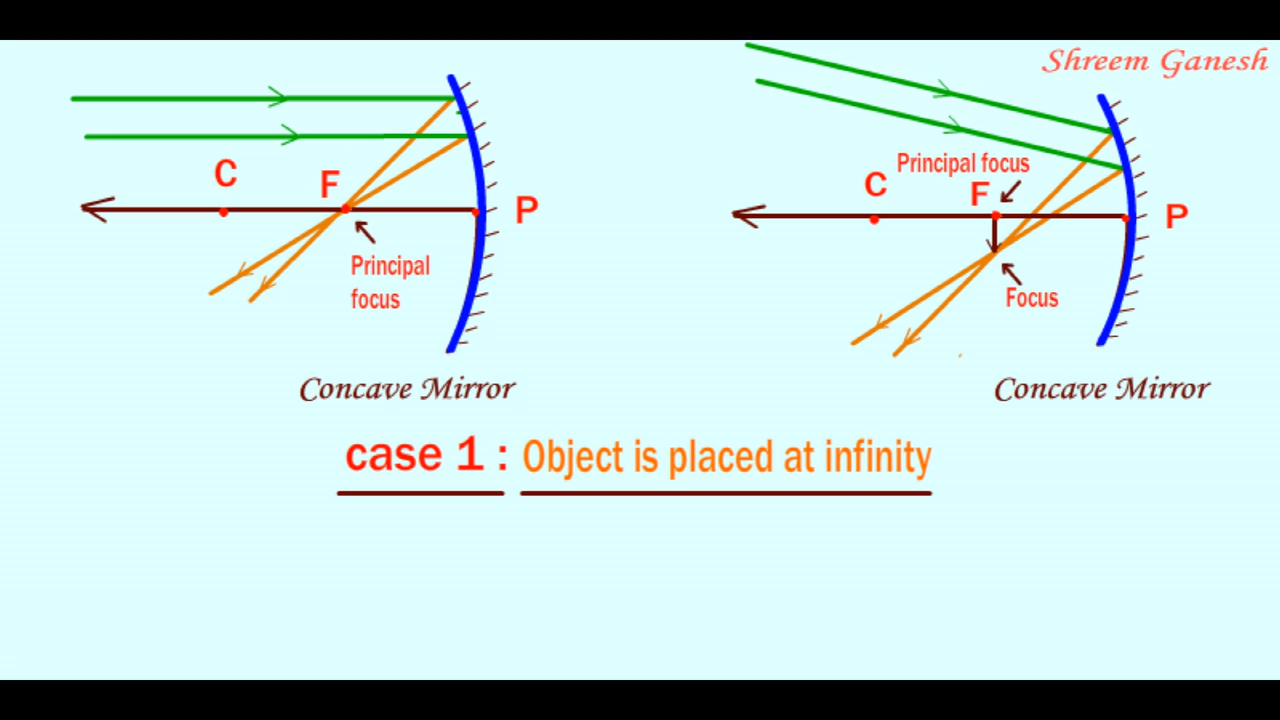 Shreem Ganesh
C
F
P
Principal
focus
Concave Mirror
Principal focus
C
F
P
Focus
Concave Mirror
case 1 : Object is placed at infinity